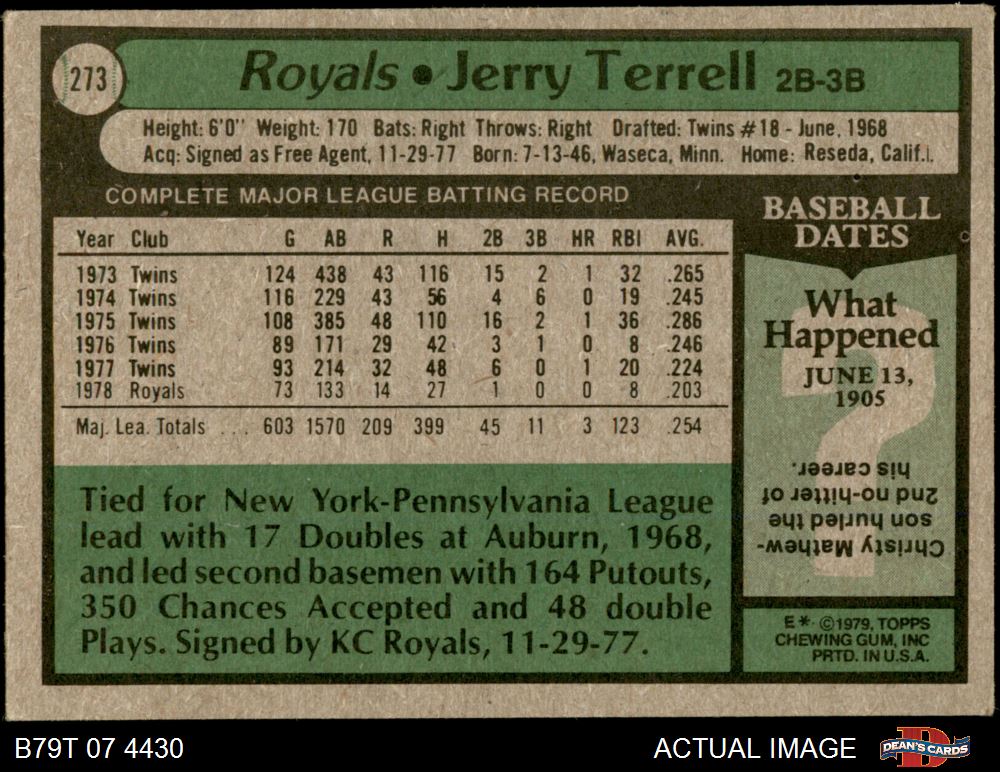 273
Royals • Jerry Terrell 2B-3B
Height: 6'0" Weight: 170 Bats: Right Throws: Right Drafted: Twins #18 - June, 1968
Acq: Signed as Free Agent, 11-29-77 Born: 7-13-46, Waseca, Minn. Home: Reseda, Calif.
COMPLETE MAJOR LEAGUE BATTING RECORD
Year Club G AB R H 2B 3B HR RBI AVG.
1973 Twins 124 438 43 116 15 2 1 32 .265
1974 Twins 116 229 43 56 4 6 0 19 .245
1975 Twins 108 385 48 110 16 2 1 36 .286
1976 Twins 89 171 29 42 3 1 0 8 .246
1977 Twins 93 214 32 48 6 0 1 20 .224
1978 Royals 73 133 14 27 1 0 0 8 .203
Maj. Lea. Totals ... 603 1570 209 399 45 11 3 123 .254
Tied for New York-Pennsylvania League
lead with 17 Doubles at Auburn, 1968,
and led second basemen with 164 Putouts,
350 Chances Accepted and 48 double
Plays. Signed by KC Royals, 11-29-77.
BASEBALL
DATES
What
Happened
JUNE 13,
1905
Christy Mathew-
son hurled the
2nd no-hitter of
his career.
E* ©1979, TOPPS
CHEWING GUM, INC
PRTD. IN U.S.A.
B79T 07 4430
ACTUAL IMAGE
DEAN'S CARDS